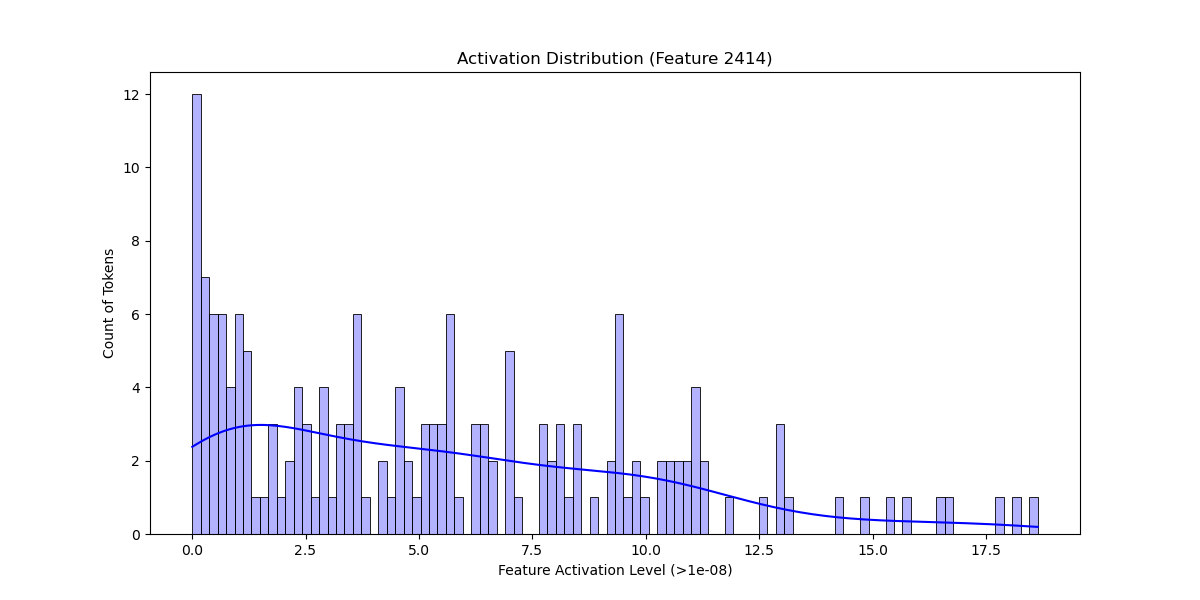 Activation Distribution (Feature 2414)
12
10
8
6
4
2
0
Count of Tokens
0.0 2.5 5.0 7.5 10.0 12.5 15.0 17.5
Feature Activation Level (>1e-08)